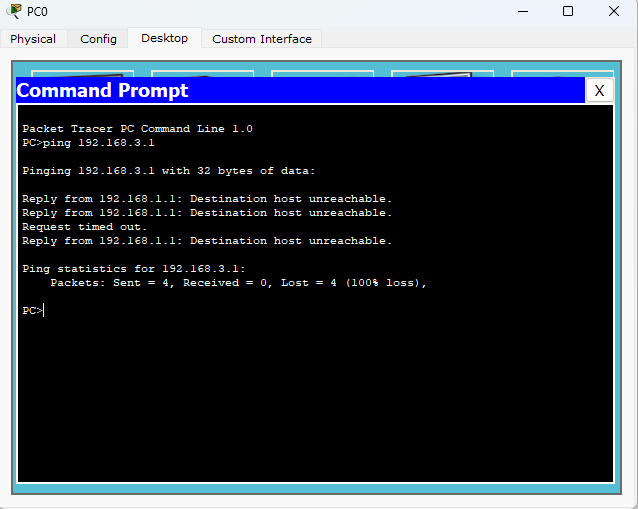 PC0
Physical Config Desktop Custom Interface
Command Prompt X
Packet Tracer PC Command Line 1.0
PC>ping 192.168.3.1
Pinging 192.168.3.1 with 32 bytes of data:
Reply from 192.168.1.1: Destination host unreachable.
Reply from 192.168.1.1: Destination host unreachable.
Request timed out.
Reply from 192.168.1.1: Destination host unreachable.
Ping statistics for 192.168.3.1:
    Packets: Sent = 4, Received = 0, Lost = 4 (100% loss),
PC>